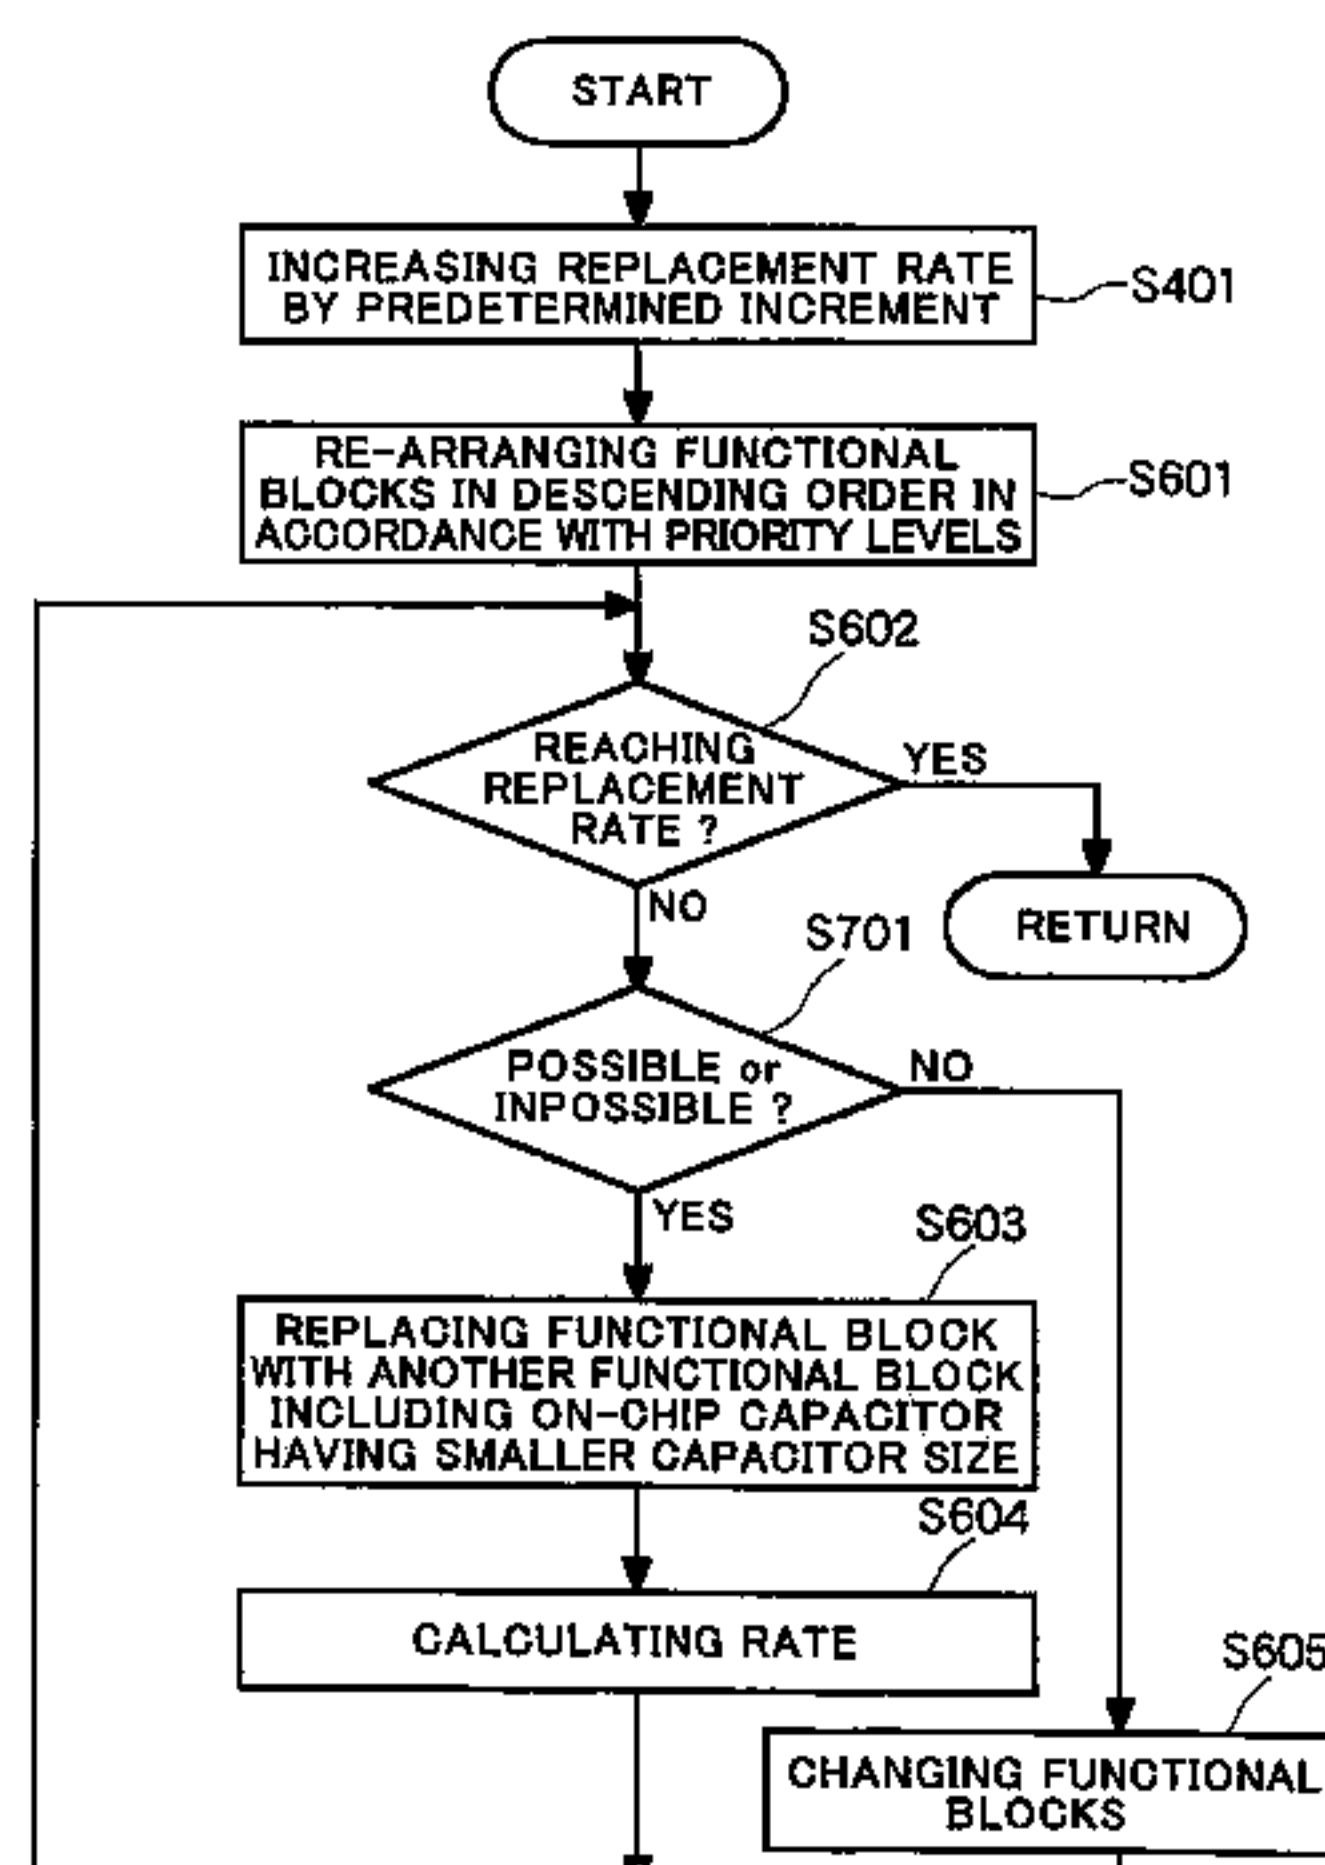 START
INCREASING REPLACEMENT RATE
BY PREDETERMINED INCREMENT
S401
RE-ARRANGING FUNCTIONAL
BLOCKS IN DESCENDING ORDER IN
ACCORDANCE WITH PRIORITY LEVELS
S601
S602
REACHING
REPLACEMENT
RATE ?
YES
NO
RETURN
S701
POSSIBLE or
INPOSSIBLE ?
NO
YES
S603
REPLACING FUNCTIONAL BLOCK
WITH ANOTHER FUNCTIONAL BLOCK
INCLUDING ON-CHIP CAPACITOR
HAVING SMALLER CAPACITOR SIZE
S604
CALCULATING RATE
S605
CHANGING FUNCTIONAL
BLOCKS